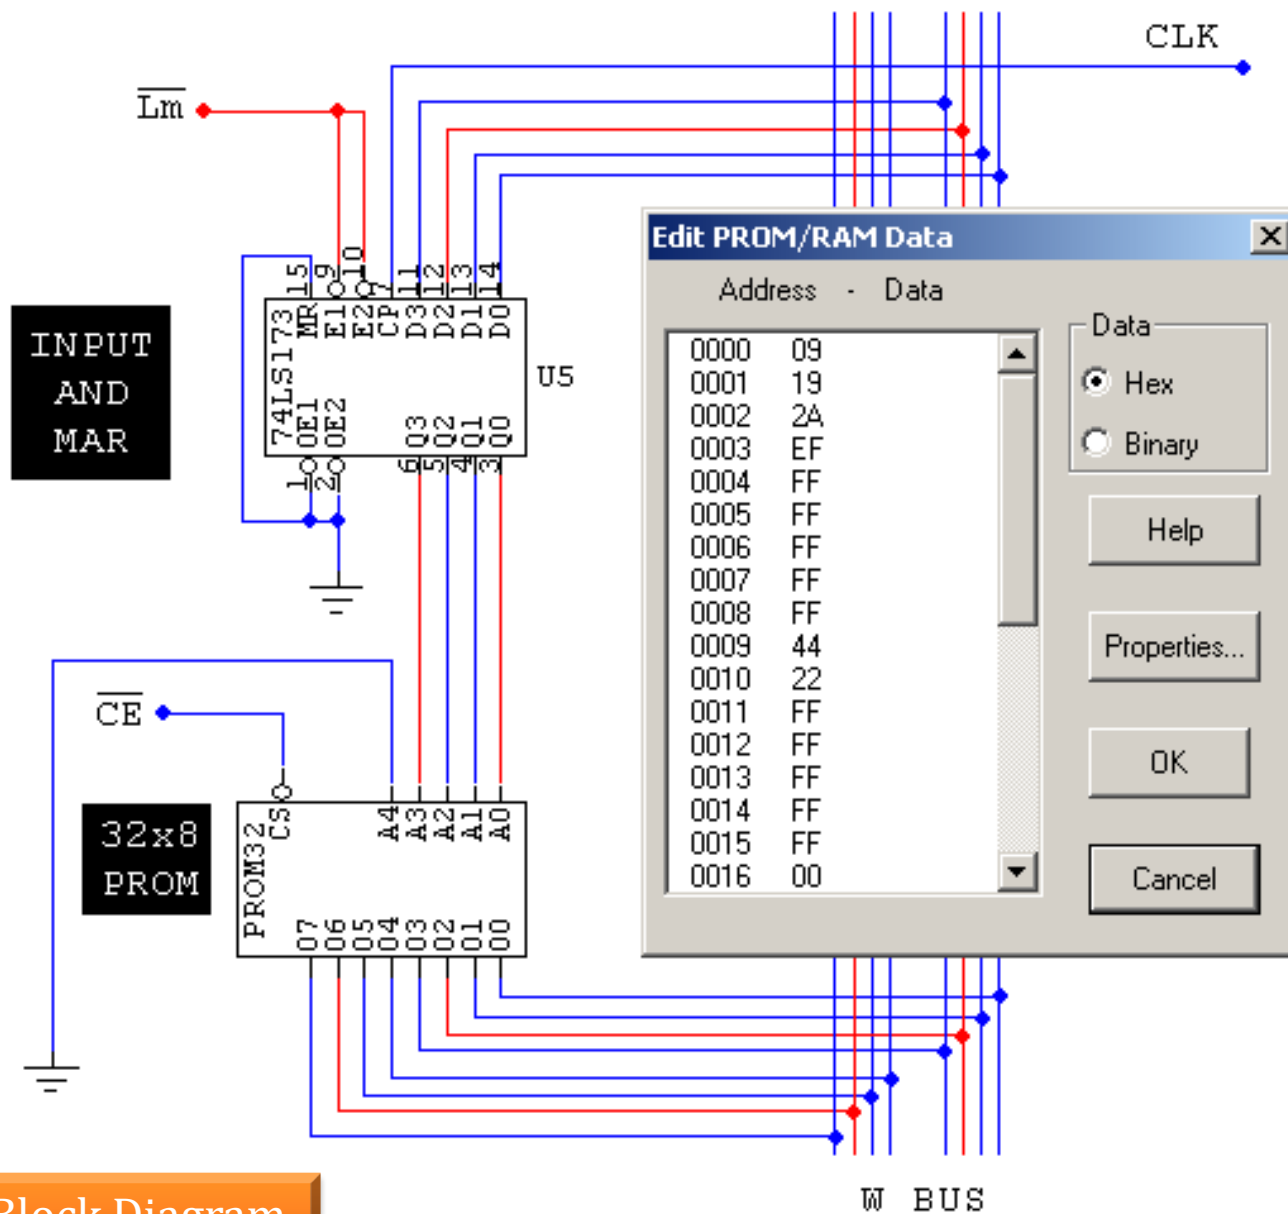 CLK
Lm
15 9 10 7 11 12 13 14
MR E1 E2 CP D3 D2 D1 D0
74LS173
U5
OE1 OE2 Q3 Q2 Q1 Q0
1 2 6 5 4 3
INPUT
AND
MAR
CE
CS A4 A3 A2 A1 A0
PROM32
O7 O6 O5 O4 O3 O2 O1 O0
32x8
PROM
Edit PROM/RAM Data
Address - Data
0000 09
0001 19
0002 2A
0003 EF
0004 FF
0005 FF
0006 FF
0007 FF
0008 FF
0009 44
0010 22
0011 FF
0012 FF
0013 FF
0014 FF
0015 FF
0016 00
Data
Hex
Binary
Help
Properties...
OK
Cancel
W BUS
Block Diagram